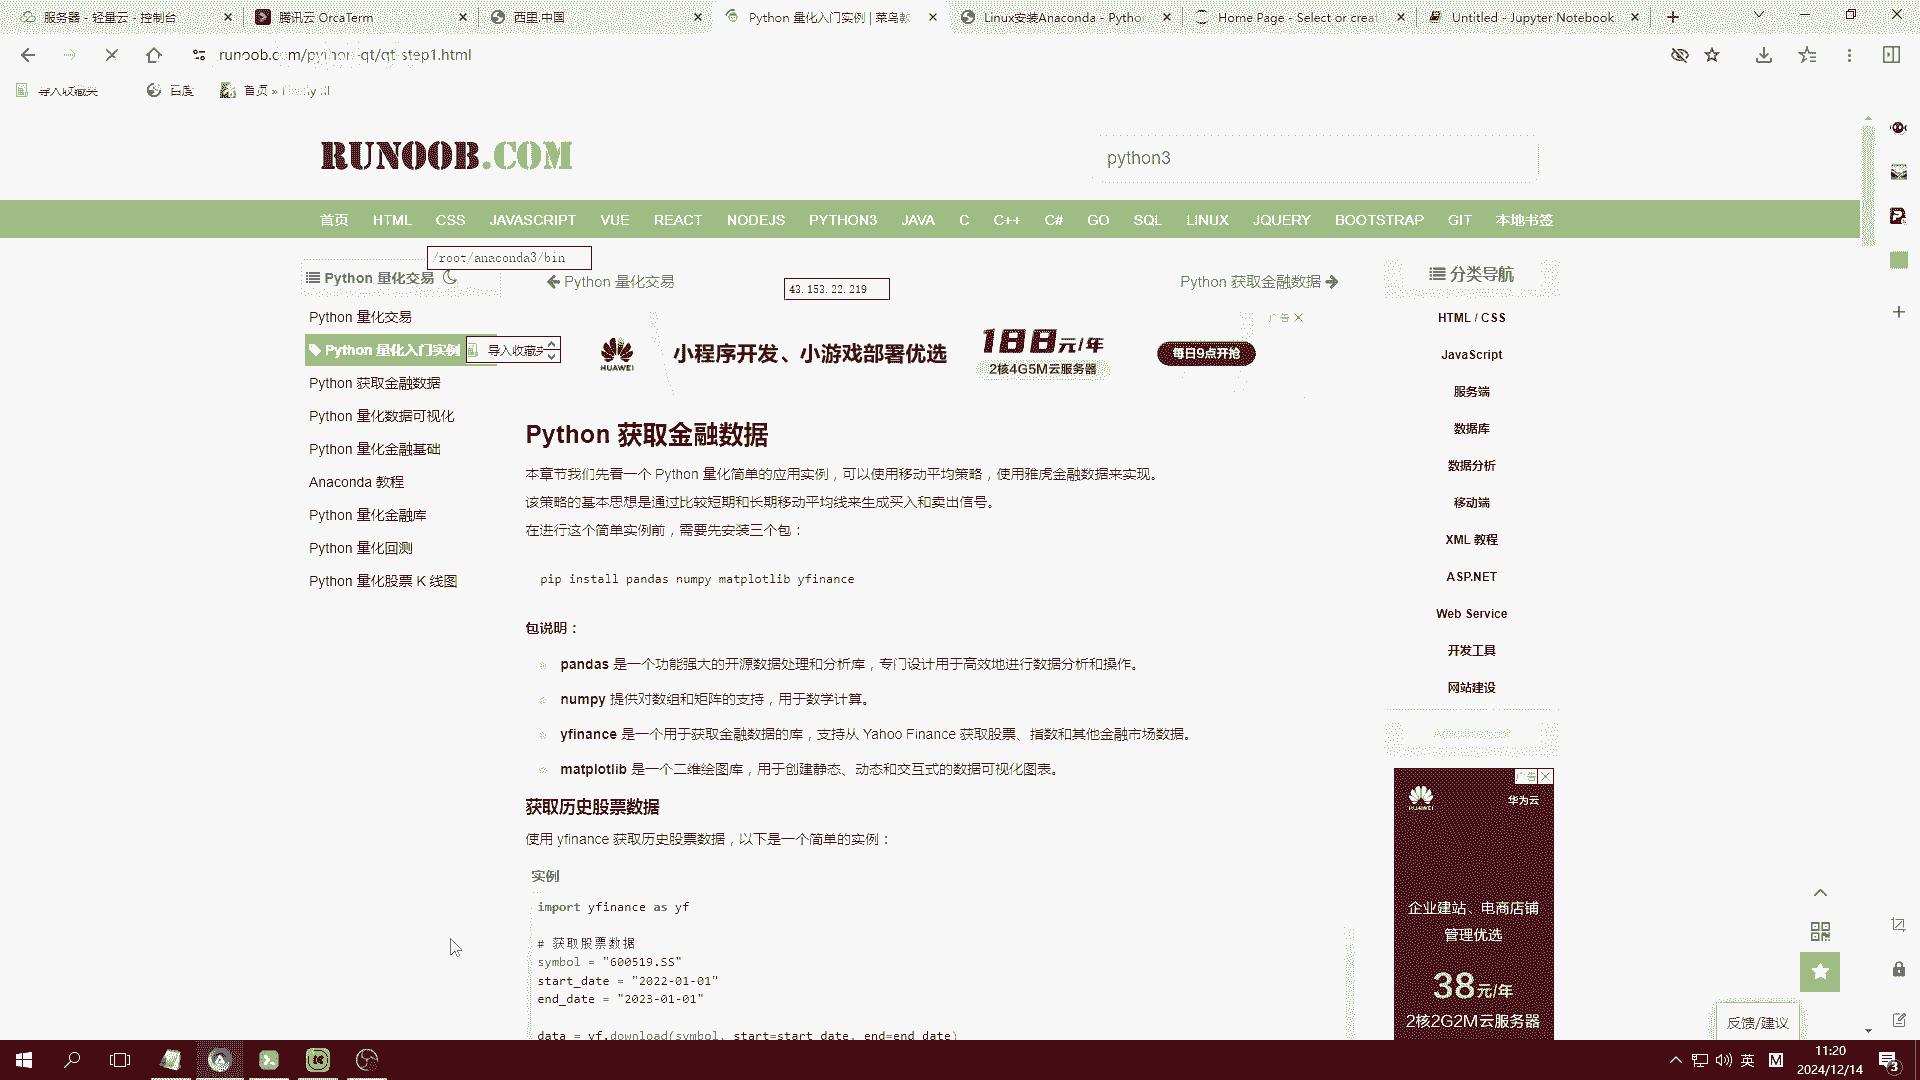 服务器 - 轻量云 - 控制台
腾讯云 OrcaTerm
西里.中国
Python 量化入门实例 | 菜鸟教
Linux安装Anaconda - Pytho
Home Page - Select or creat
Untitled - Jupyter Notebook
runoob.com/python-qt/qt-step1.html
导入收藏夹
百度
首页 »
RUNOOB.COM
python3
首页 HTML CSS JAVASCRIPT VUE REACT NODEJS PYTHON3 JAVA C C++ C# GO SQL LINUX JQUERY BOOTSTRAP GIT 本地书签
/root/anaconda3/bin
Python 量化交易
Python 量化交易
Python 量化入门实例
导入收藏夹
Python 获取金融数据
Python 量化数据可视化
Python 量化金融基础
Anaconda 教程
Python 量化金融库
Python 量化回测
Python 量化股票 K 线图
Python 量化交易
43.153.22.219
Python 获取金融数据
HUAWEI
小程序开发、小游戏部署优选
188元/年
2核4G5M云服务器
每日9点开抢
广告
Python 获取金融数据
本章节我们先看一个 Python 量化简单的应用实例，可以使用移动平均策略，使用雅虎金融数据来实现。
该策略的基本思想是通过比较短期和长期移动平均线来生成买入和卖出信号。
在进行这个简单实例前，需要先安装三个包：
pip install pandas numpy matplotlib yfinance
包说明：
pandas 是一个功能强大的开源数据处理和分析库，专门设计用于高效地进行数据分析和操作。
numpy 提供对数组和矩阵的支持，用于数学计算。
yfinance 是一个用于获取金融数据的库，支持从 Yahoo Finance 获取股票、指数和其他金融市场数据。
matplotlib 是一个二维绘图库，用于创建静态、动态和交互式的数据可视化图表。
获取历史股票数据
使用 yfinance 获取历史股票数据，以下是一个简单的实例：
实例
import yfinance as yf
# 获取股票数据
symbol = "600519.SS"
start_date = "2022-01-01"
end_date = "2023-01-01"
data = yf.download(symbol, start=start_date, end=end_date)
分类导航
HTML / CSS
JavaScript
服务端
数据库
数据分析
移动端
XML 教程
ASP.NET
Web Service
开发工具
网站建设
Advertisement
广告
HUAWEI
华为云
企业建站、电商店铺
管理优选
38元/年
2核2G2M云服务器
反馈/建议
英
M
11:20
2024/12/14
3